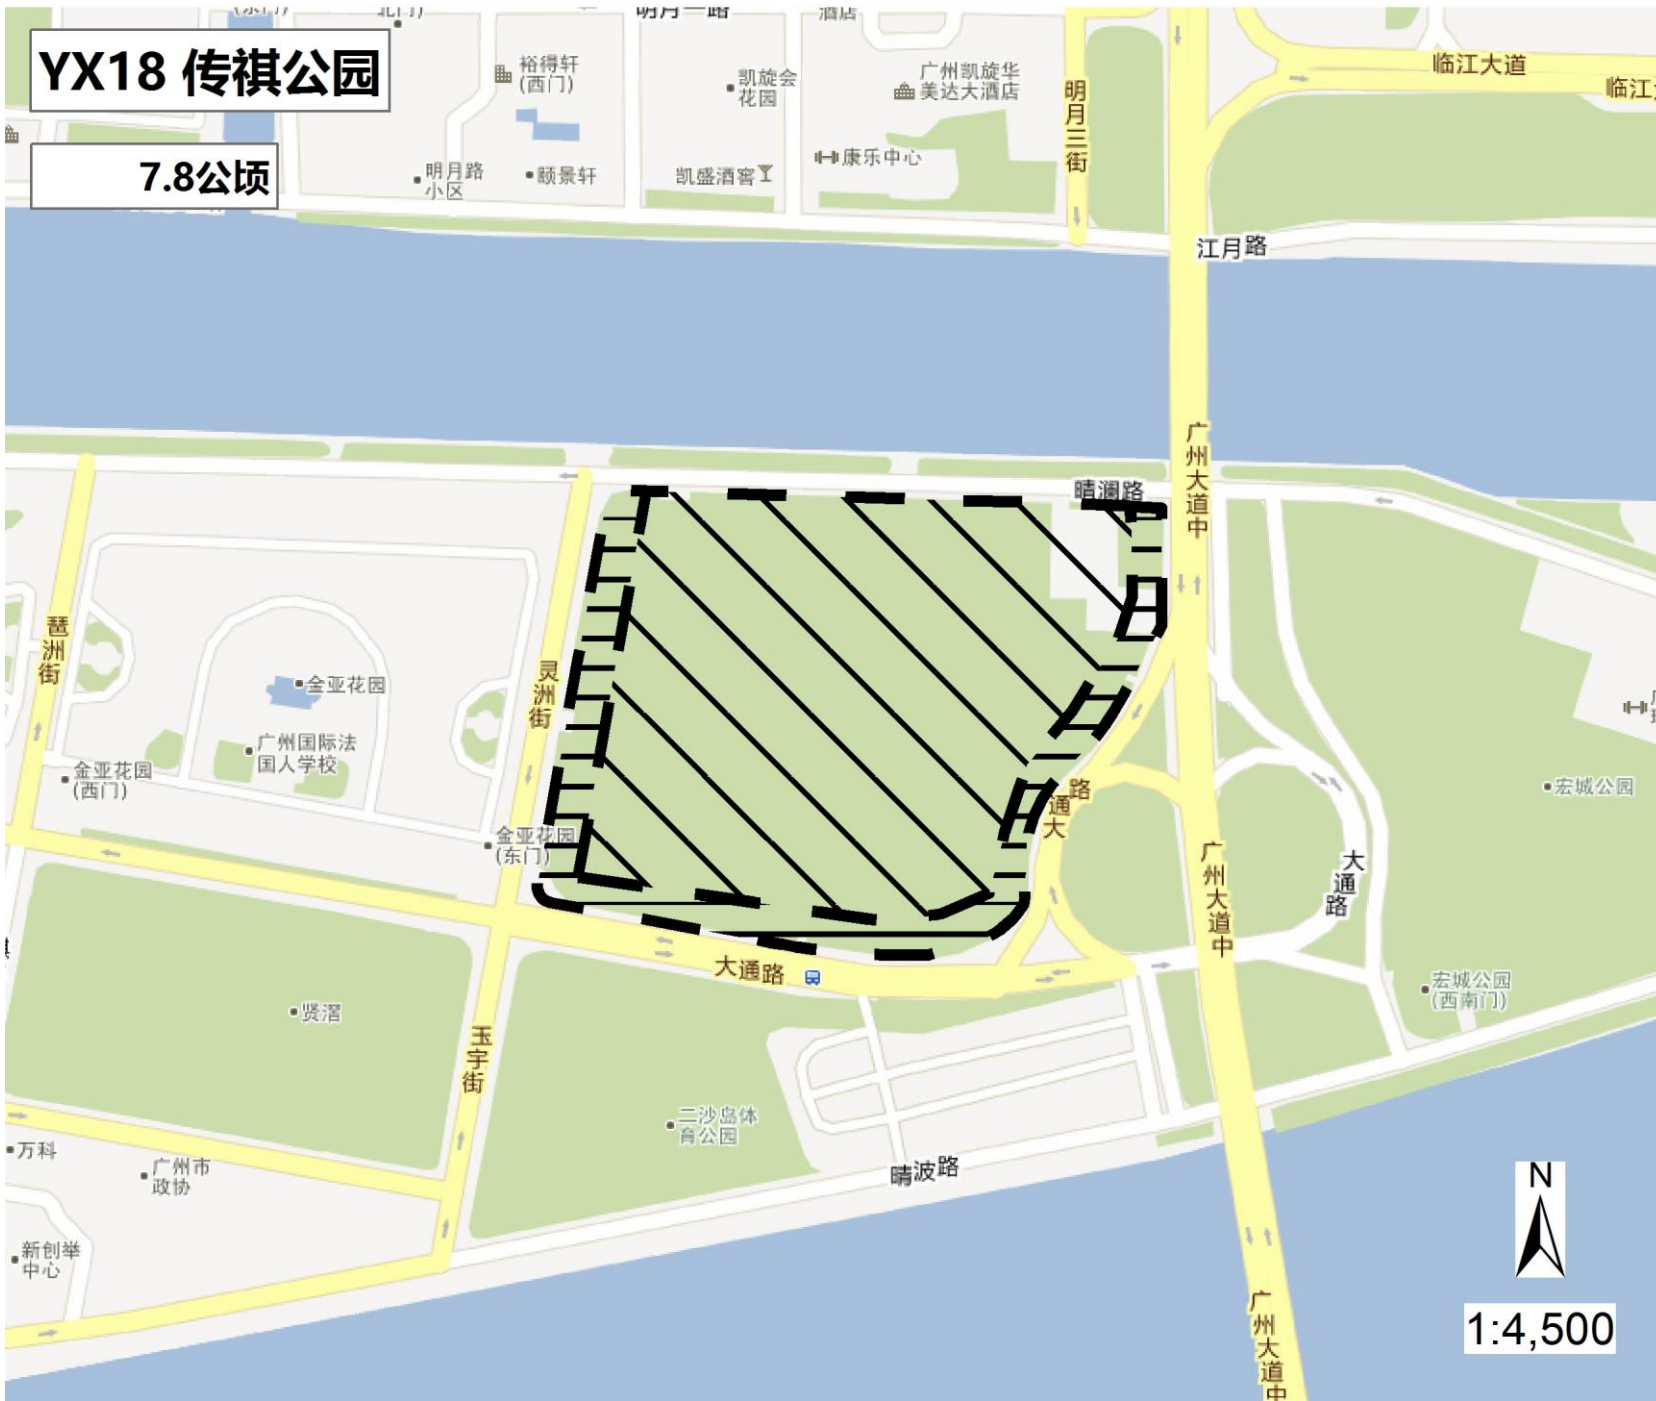 YX18 传祺公园
7.8公顷
北门)
明月一路
酒店
临江大道
裕得轩
(西门)
凯旋会
花园
广州凯旋华
美达大酒店
明月三街
康乐中心
明月路
小区
颐景轩
凯盛酒窖
江月路
广州大道中
晴澜路
琶洲街
灵洲街
金亚花园
广州国际法
国人学校
金亚花园
(西门)
金亚花园
(东门)
大通路
宏城公园
广州大道中
大通路
大通路
宏城公园
(西南门)
贤滘
玉宇街
二沙岛体
育公园
万科
广州市
政协
晴波路
新创举
中心
广州大道中
N
1:4,500